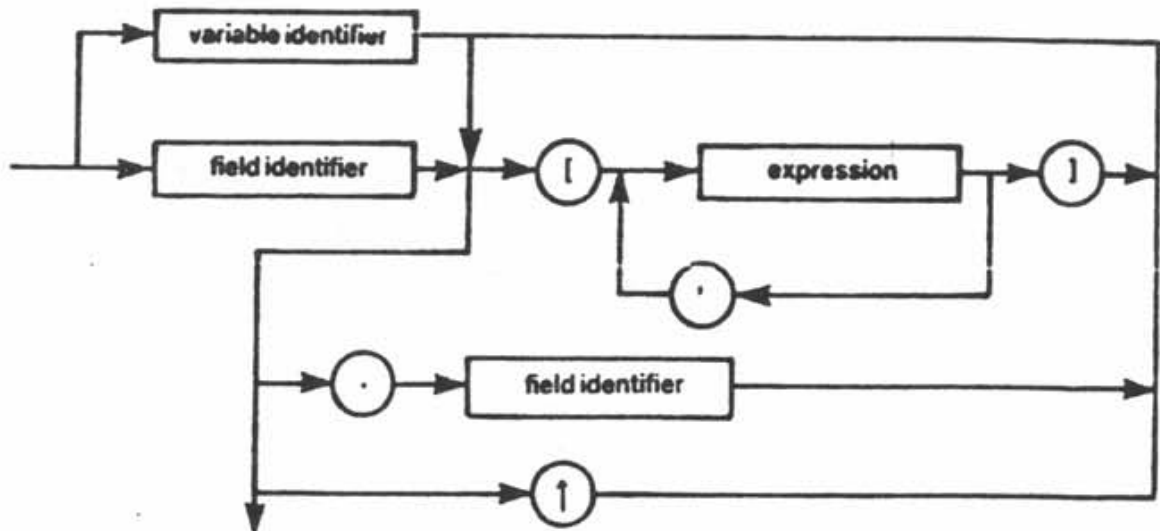 variable identifier
field identifier
[
expression
]
,
.
field identifier
↑